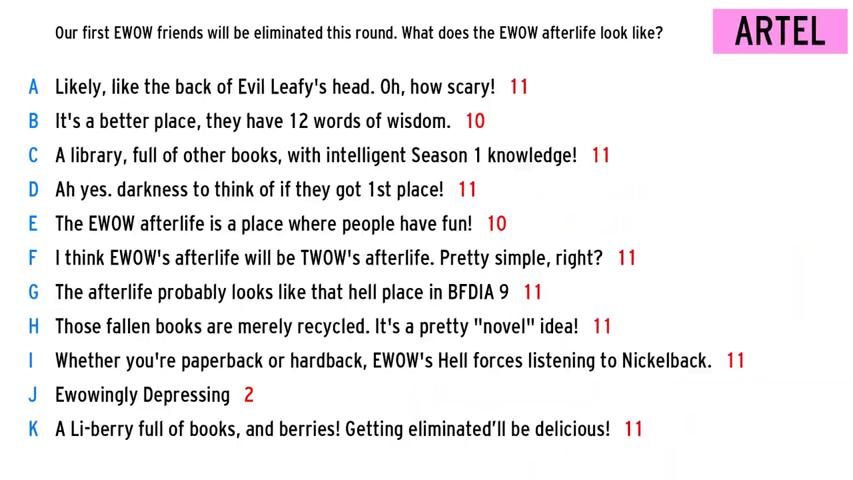 Our first EWOW friends will be eliminated this round. What does the EWOW afterlife look like?
ARTEL
A Likely, like the back of Evil Leafy's head. Oh, how scary! 11
B It's a better place, they have 12 words of wisdom. 10
C A library, full of other books, with intelligent Season 1 knowledge! 11
D Ah yes. darkness to think of if they got 1st place! 11
E The EWOW afterlife is a place where people have fun! 10
F I think EWOW's afterlife will be TWOW's afterlife. Pretty simple, right? 11
G The afterlife probably looks like that hell place in BFDIA 9 11
H Those fallen books are merely recycled. It's a pretty "novel" idea! 11
I Whether you're paperback or hardback, EWOW's Hell forces listening to Nickelback. 11
J Ewowingly Depressing 2
K A Li-berry full of books, and berries! Getting eliminated’ll be delicious! 11